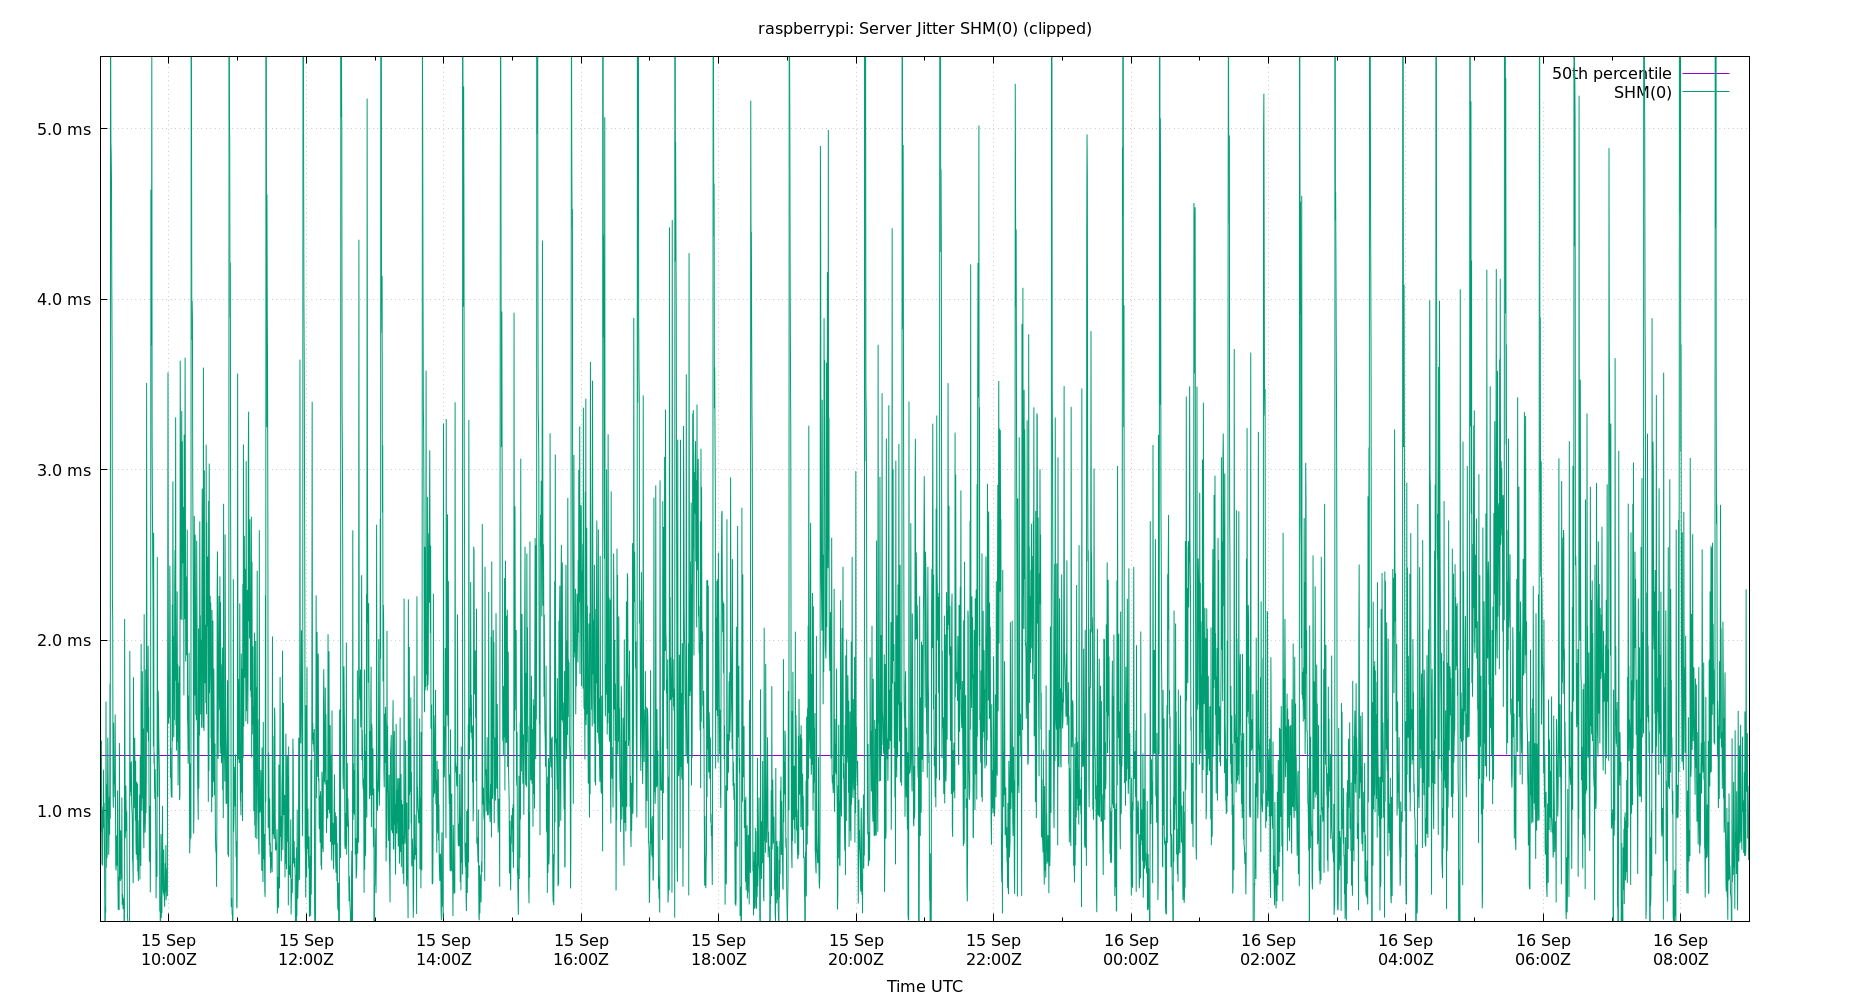 raspberrypi: Server Jitter SHM(0) (clipped)
50th percentile
SHM(0)
5.0 ms
4.0 ms
3.0 ms
2.0 ms
1.0 ms
15 Sep 15 Sep 15 Sep 15 Sep 15 Sep 15 Sep 15 Sep 16 Sep 16 Sep 16 Sep 16 Sep 16 Sep
10:00Z 12:00Z 14:00Z 16:00Z 18:00Z 20:00Z 22:00Z 00:00Z 02:00Z 04:00Z 06:00Z 08:00Z
Time UTC